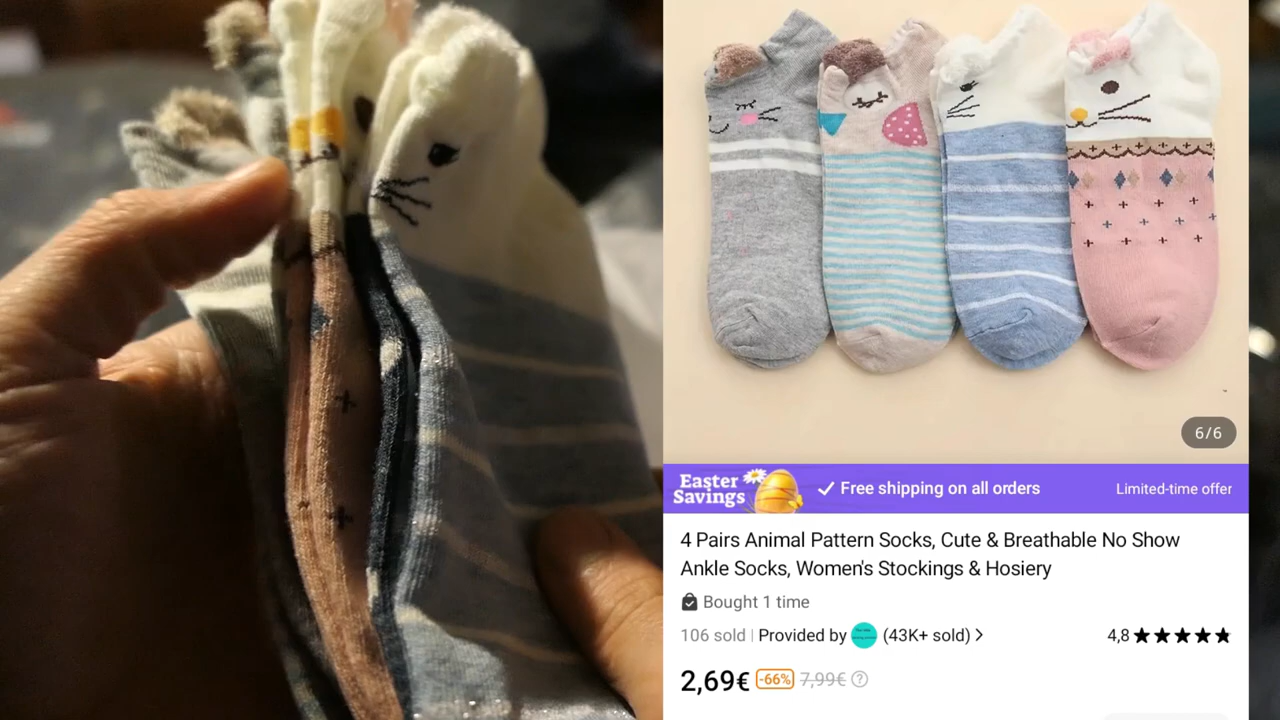 6/6
Easter
Savings
Free shipping on all orders
Limited-time offer
4 Pairs Animal Pattern Socks, Cute & Breathable No Show
Ankle Socks, Women's Stockings & Hosiery
Bought 1 time
106 sold | Provided by (43K+ sold) >
4,8
2,69€ -66% 7,99€ ?